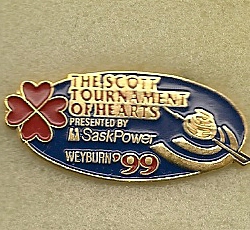 THE SCOTT
TOURNAMENT
OF HEARTS
PRESENTED BY
SaskPower
WEYBURN '99